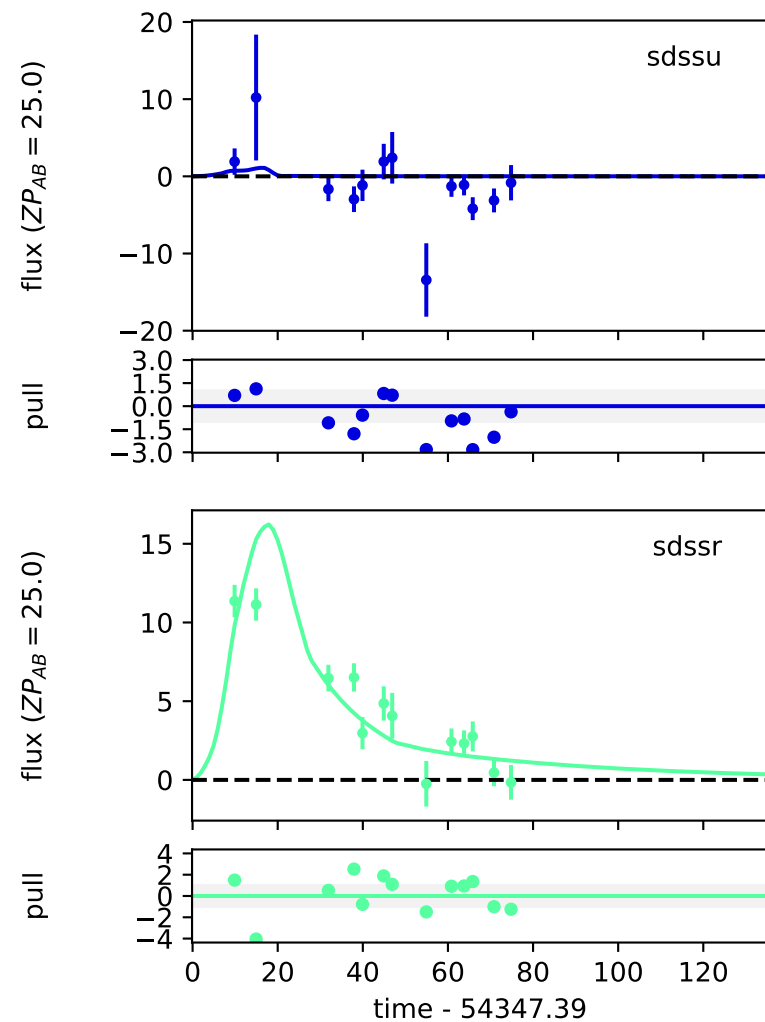 sdssu
flux (ZP_AB = 25.0)
20
10
0
−10
−20
pull
3.0
1.5
0.0
−1.5
−3.0
sdssr
flux (ZP_AB = 25.0)
15
10
5
0
pull
4
2
0
−2
−4
0 20 40 60 80 100 120
time - 54347.39